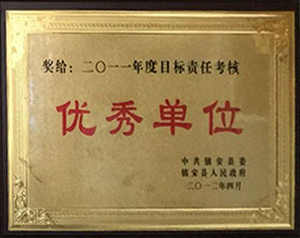 奖给：二〇一一年度目标责任考核
优秀单位
中共镇安县委
镇安县人民政府
二〇一二年四月